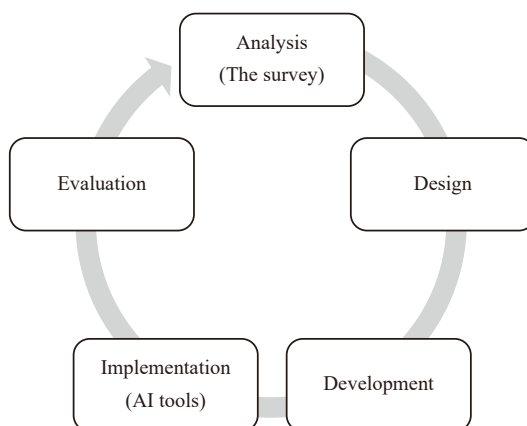 Analysis
(The survey)
Design
Development
Implementation
(AI tools)
Evaluation